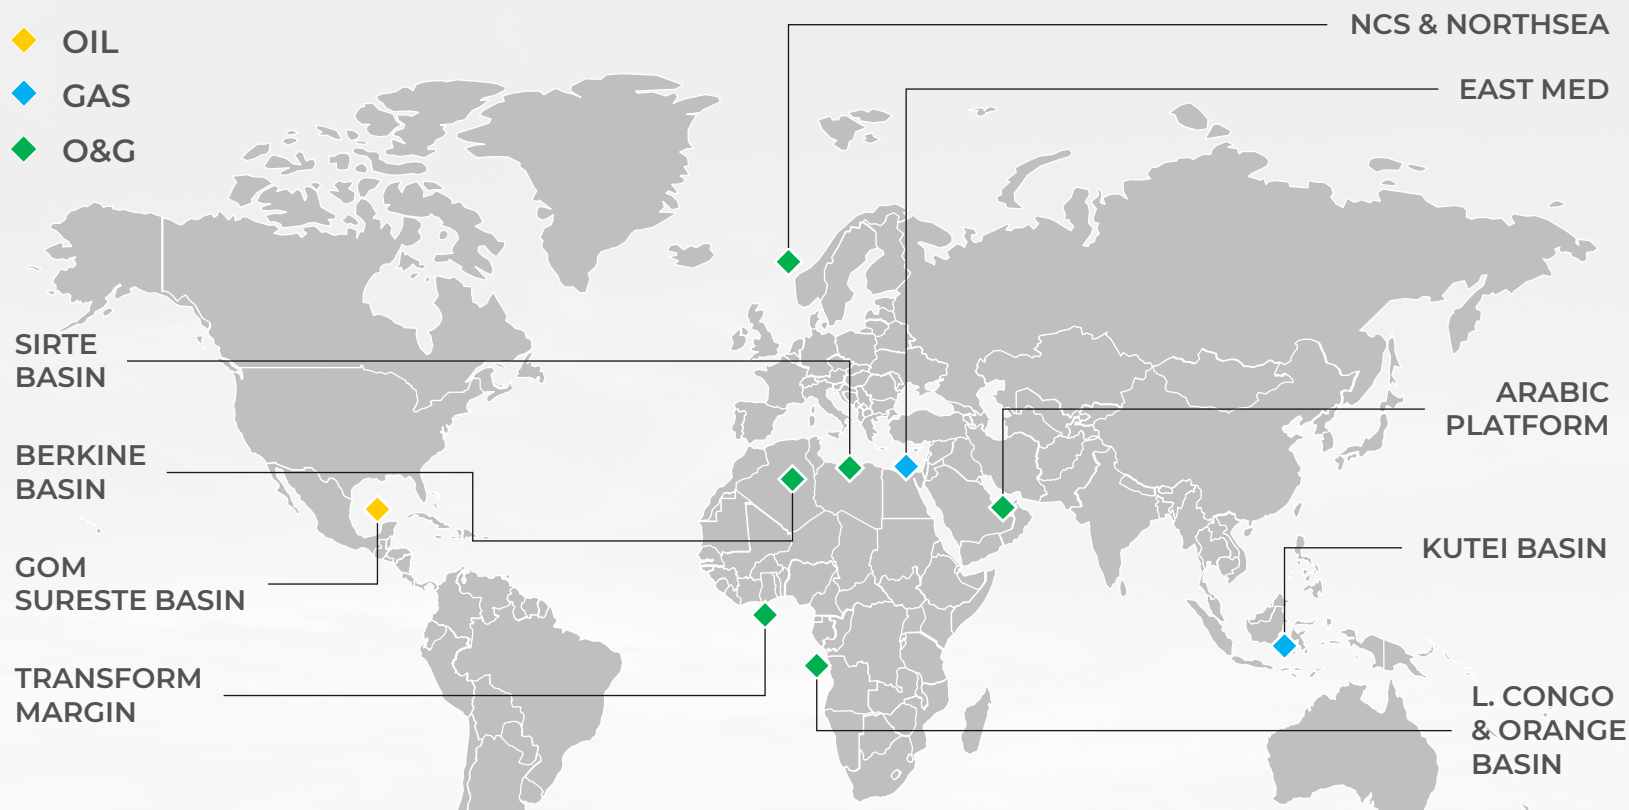 OIL
GAS
O&G
NCS & NORTHSEA
EAST MED
SIRTE
BASIN
ARABIC
PLATFORM
BERKINE
BASIN
KUTEI BASIN
GOM
SURESTE BASIN
TRANSFORM
MARGIN
L. CONGO
& ORANGE
BASIN